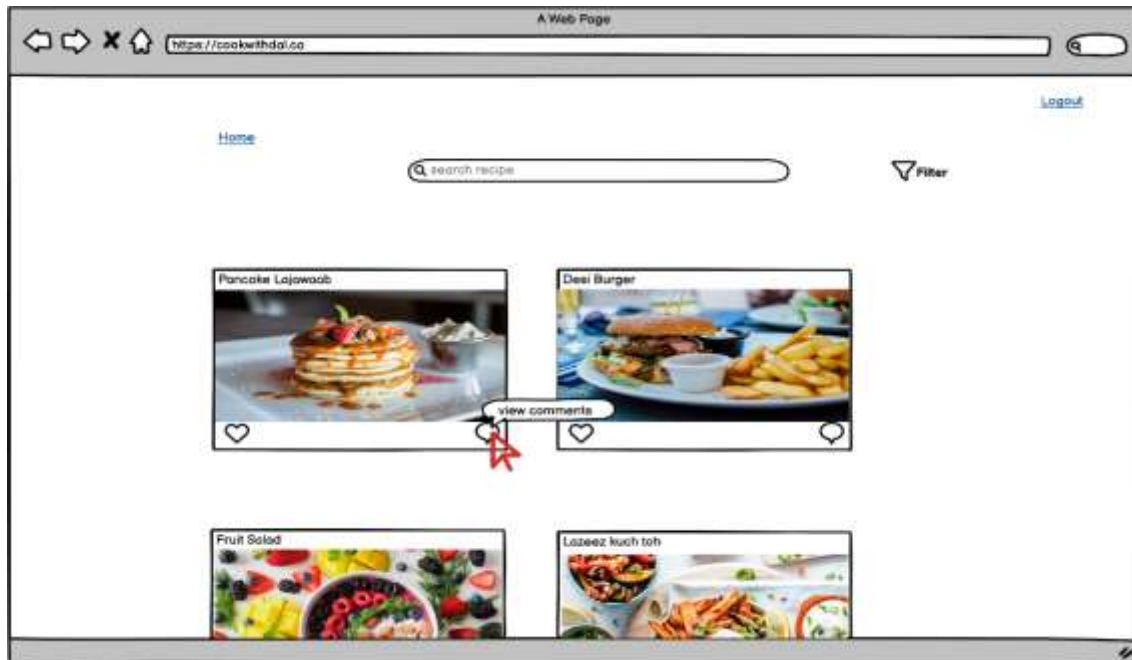 A Web Page
https://cookwithdal.ca
Logout
Home
search recipe
Filter
Pancake Lajawaab
Desi Burger
view comments
Fruit Salad
Lazeez kuch toh